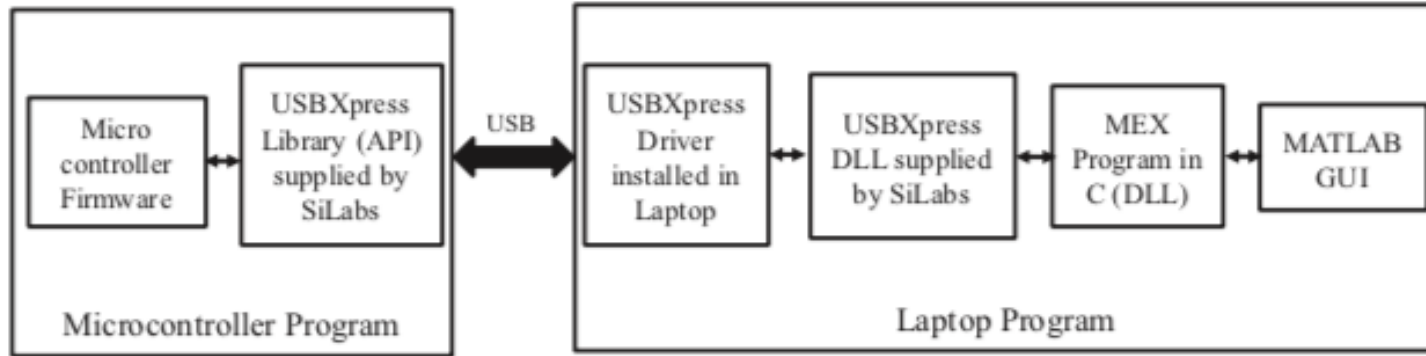 Micro
controller
Firmware
USBXpress
Library (API)
supplied by
SiLabs
Microcontroller Program
USB
USBXpress
Driver
installed in
Laptop
USBXpress
DLL supplied
by SiLabs
MEX
Program in
C (DLL)
MATLAB
GUI
Laptop Program